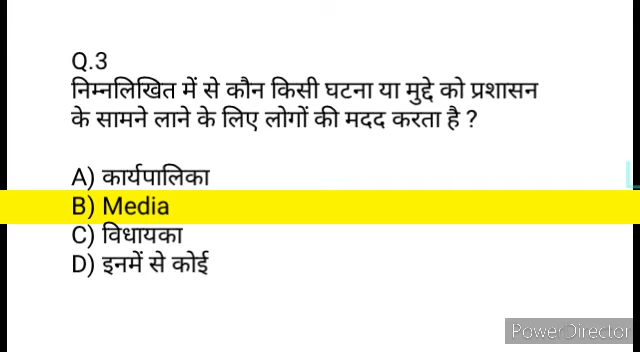 Q.3
निम्नलिखित में से कौन किसी घटना या मुद्दे को प्रशासन
के सामने लाने के लिए लोगों की मदद करता है ?
A) कार्यपालिका
B) Media
C) विधायका
D) इनमें से कोई
PowerDirector